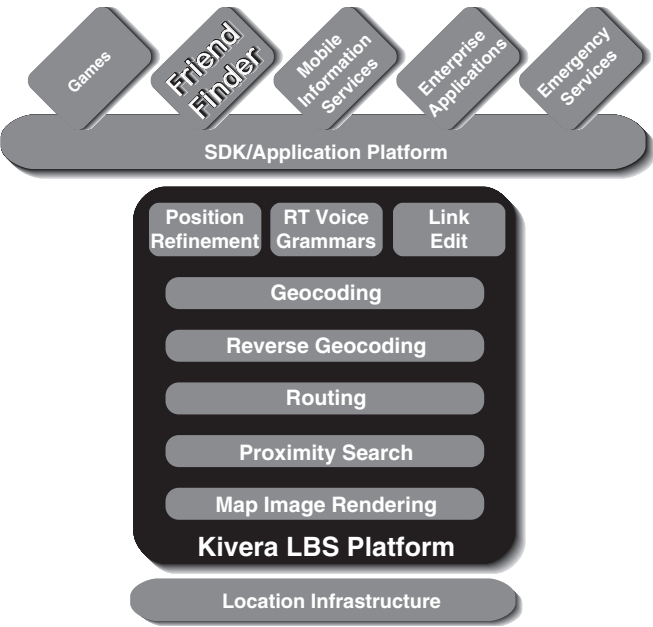 Games
Friend
Finder
Mobile
Information
Services
Enterprise
Applications
Emergency
Services
SDK/Application Platform
Position
Refinement
RT Voice
Grammars
Link
Edit
Geocoding
Reverse Geocoding
Routing
Proximity Search
Map Image Rendering
Kivera LBS Platform
Location Infrastructure